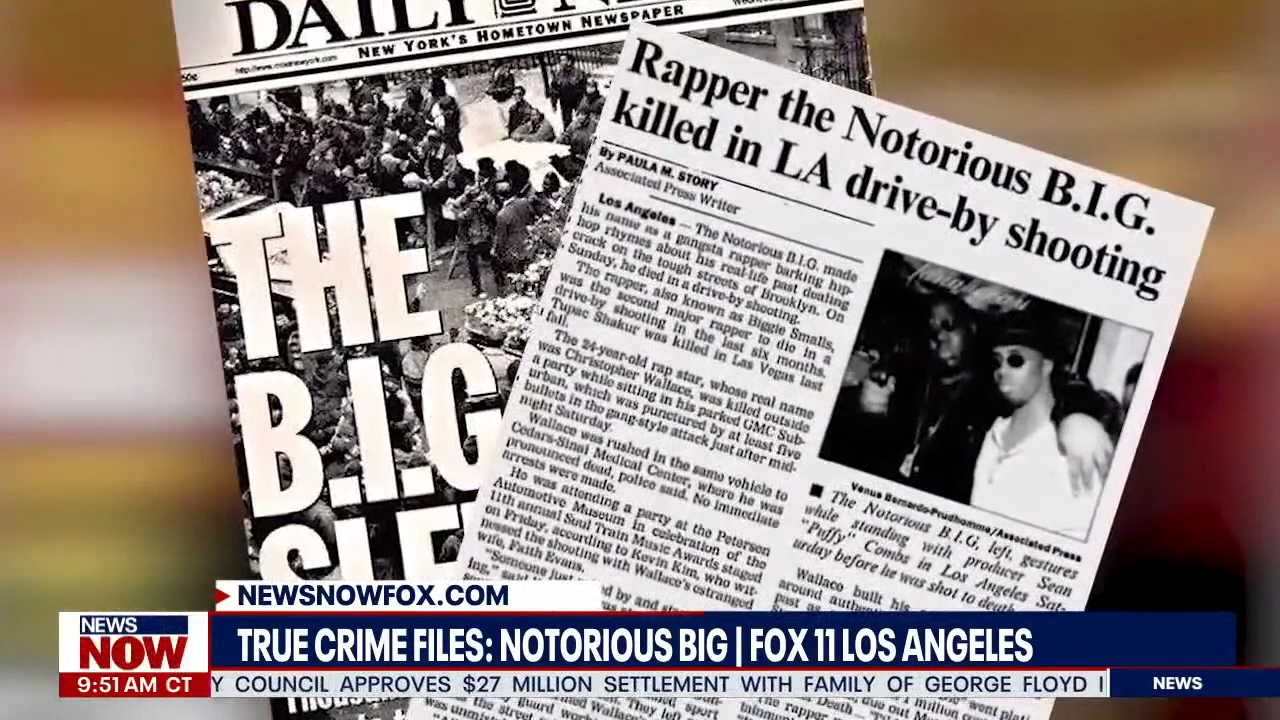 DAILY
NEW YORK'S HOMETOWN NEWSPAPER
THE
B.I.G
Rapper the Notorious B.I.G.
killed in LA drive-by shooting
By PAULA M. STORY
Associated Press Writer
Los Angeles — The Notorious B.I.G. made
his name as a gangsta rapper barking hip-
hop rhymes about his real-life past dealing
crack on the tough streets of Brooklyn. On
Sunday, he died in a drive-by shooting.
The rapper, also known as Biggie Smalls,
was the second major rapper to die in a
drive-by shooting in the last six months.
Tupac Shakur was killed in Las Vegas last
fall.
The 24-year-old rap star, whose real name
was Christopher Wallace, was killed outside
a party while sitting in his parked GMC Sub-
urban, which was punctured by at least five
bullets in the gang-style attack just after mid-
night Saturday.
Wallace was rushed in the same vehicle to
Cedars-Sinai Medical Center, where he was
pronounced dead, police said. No immediate
arrests were made.
He was attending a party at the Peterson
Automotive Museum in celebration of the
11th annual Soul Train Music Awards staged
on Friday, according to Kevin Kim, who wit-
nessed the shooting with Wallace's estranged
wife, Faith Evans.
"Someone just
Venus Bernardo-Prudhomme/Associated Press
■ The Notorious B.I.G, left, gestures
while standing with producer Sean
"Puffy" Combs in Los Angeles Sat-
urday before he was shot to death.
Wallace built his
NEWSNOWFOX.COM
NEWS
NOW
TRUE CRIME FILES: NOTORIOUS BIG | FOX 11 LOS ANGELES
9:51 AM CT
Y COUNCIL APPROVES $27 MILLION SETTLEMENT WITH FAMILY OF GEORGE FLOYD
NEWS